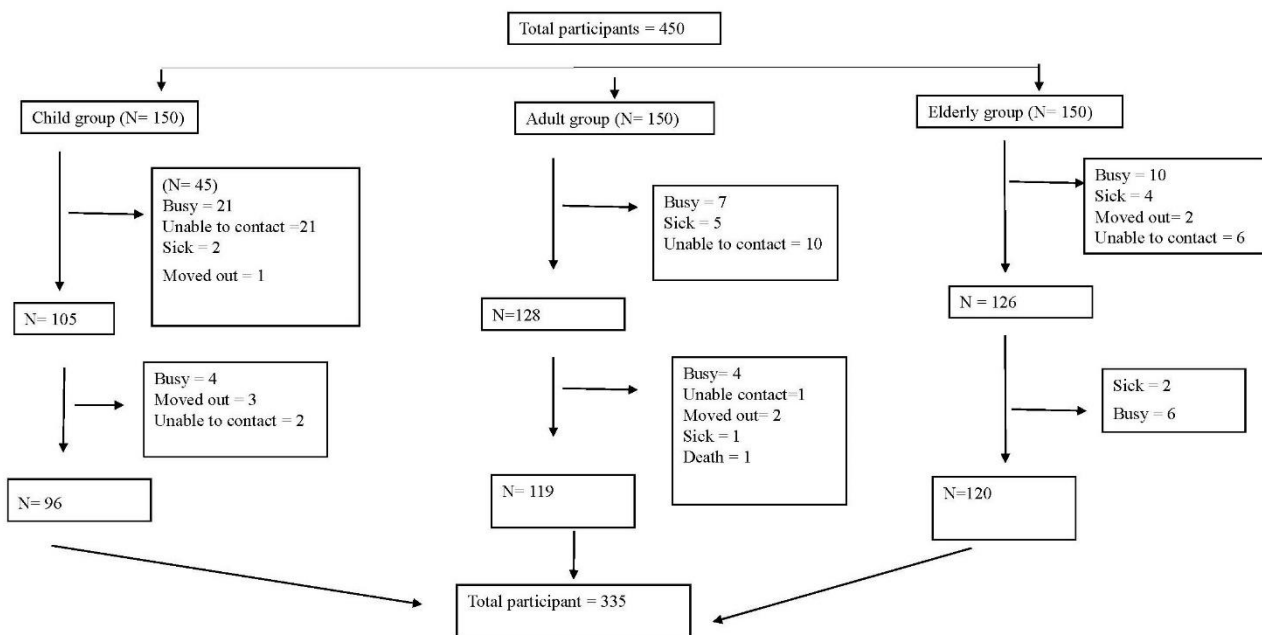 Total participants = 450
Child group (N= 150)
Adult group (N= 150)
Elderly group (N= 150)
(N= 45)
Busy = 21
Unable to contact =21
Sick = 2
Moved out = 1
Busy = 7
Sick = 5
Unable to contact = 10
Busy = 10
Sick = 4
Moved out= 2
Unable to contact = 6
N= 105
N=128
N = 126
Busy = 4
Moved out = 3
Unable to contact = 2
Busy= 4
Unable contact=1
Moved out= 2
Sick = 1
Death = 1
Sick = 2
Busy = 6
N= 96
N= 119
N=120
Total participant = 335